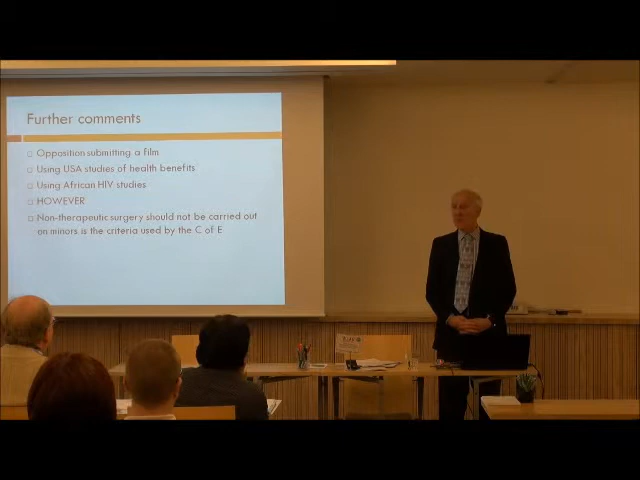 Further comments
Opposition submitting a film
Using USA studies of health benefits
Using African HIV studies
HOWEVER
Non-therapeutic surgery should not be carried out
on minors is the criteria used by the C of E